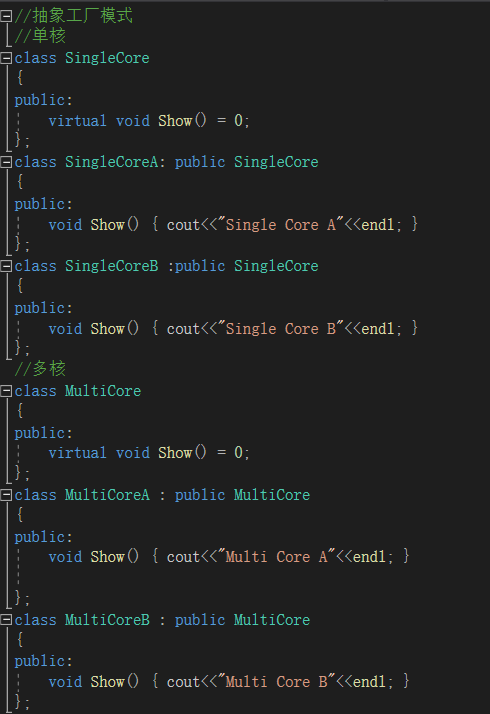 //抽象工厂模式
//单核
class SingleCore
{
public:
virtual void Show() = 0;
};
class SingleCoreA: public SingleCore
{
public:
void Show() { cout<<"Single Core A"<<endl; }
};
class SingleCoreB :public SingleCore
{
public:
void Show() { cout<<"Single Core B"<<endl; }
};
//多核
class MultiCore
{
public:
virtual void Show() = 0;
};
class MultiCoreA : public MultiCore
{
public:
void Show() { cout<<"Multi Core A"<<endl; }
};
class MultiCoreB : public MultiCore
{
public:
void Show() { cout<<"Multi Core B"<<endl; }
};